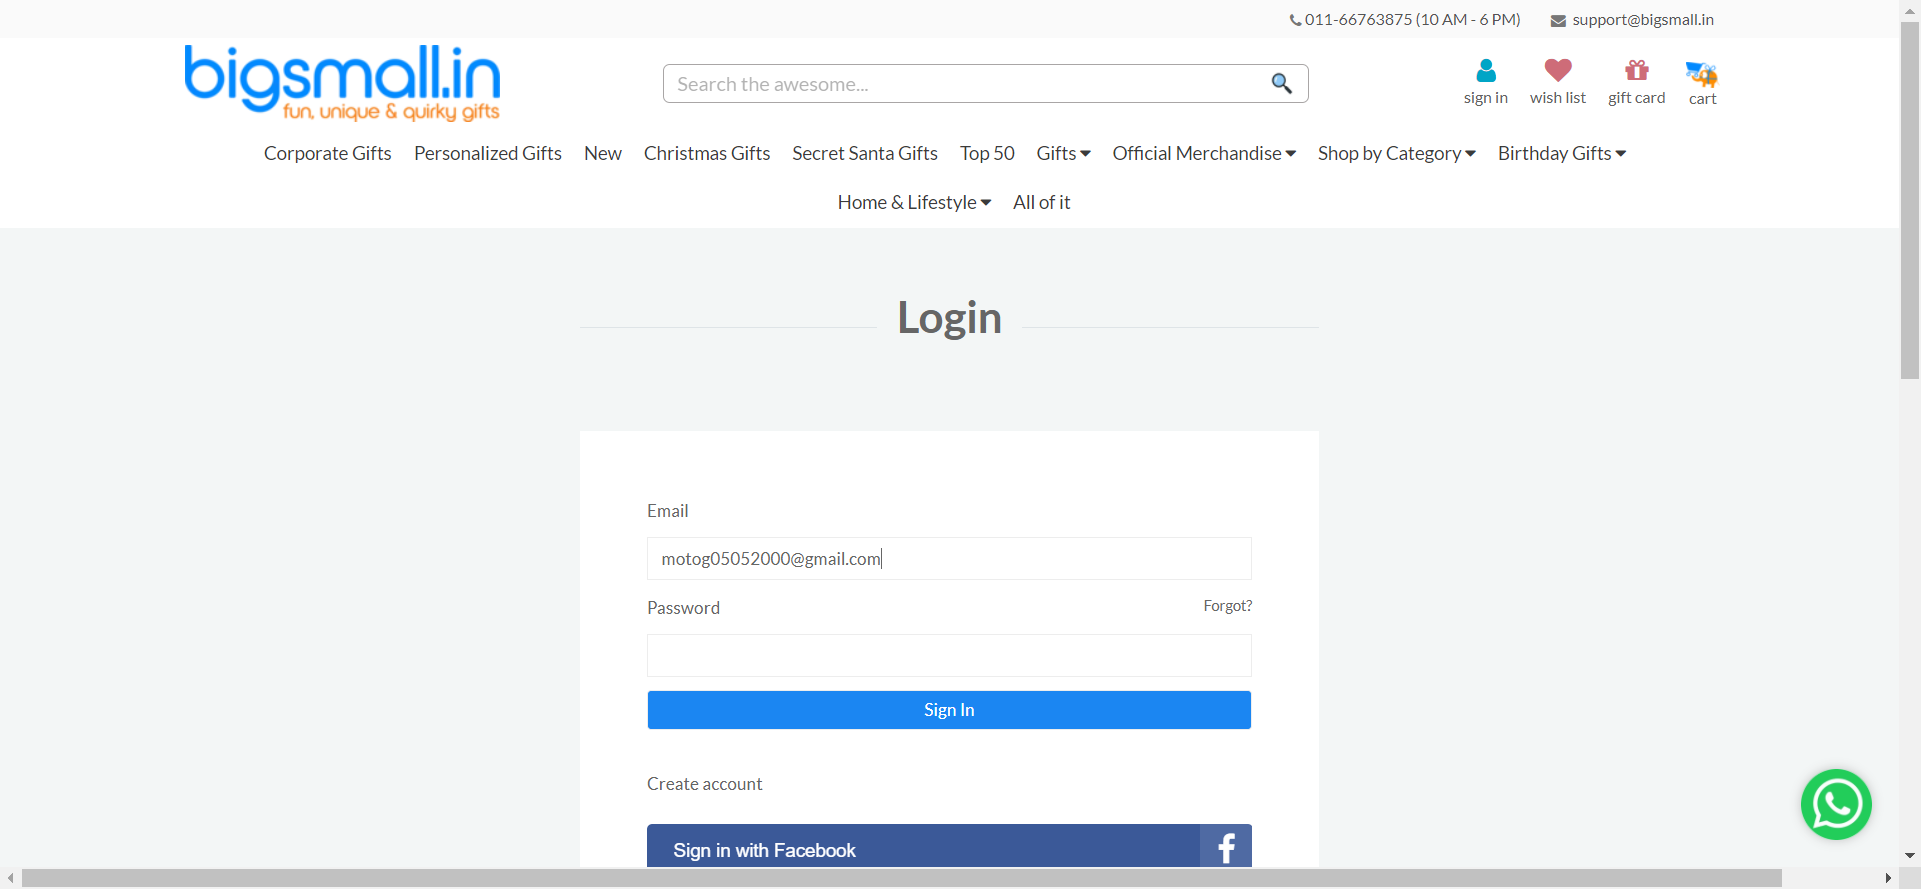 011-66763875 (10 AM - 6 PM) support@bigsmall.in
bigsmall.in
fun, unique & quirky gifts
Search the awesome...
sign in wish list gift card cart
Corporate Gifts Personalized Gifts New Christmas Gifts Secret Santa Gifts Top 50 Gifts Official Merchandise Shop by Category Birthday Gifts
Home & Lifestyle All of it
Login
Email
motog05052000@gmail.com
Password Forgot?
Sign In
Create account
Sign in with Facebook